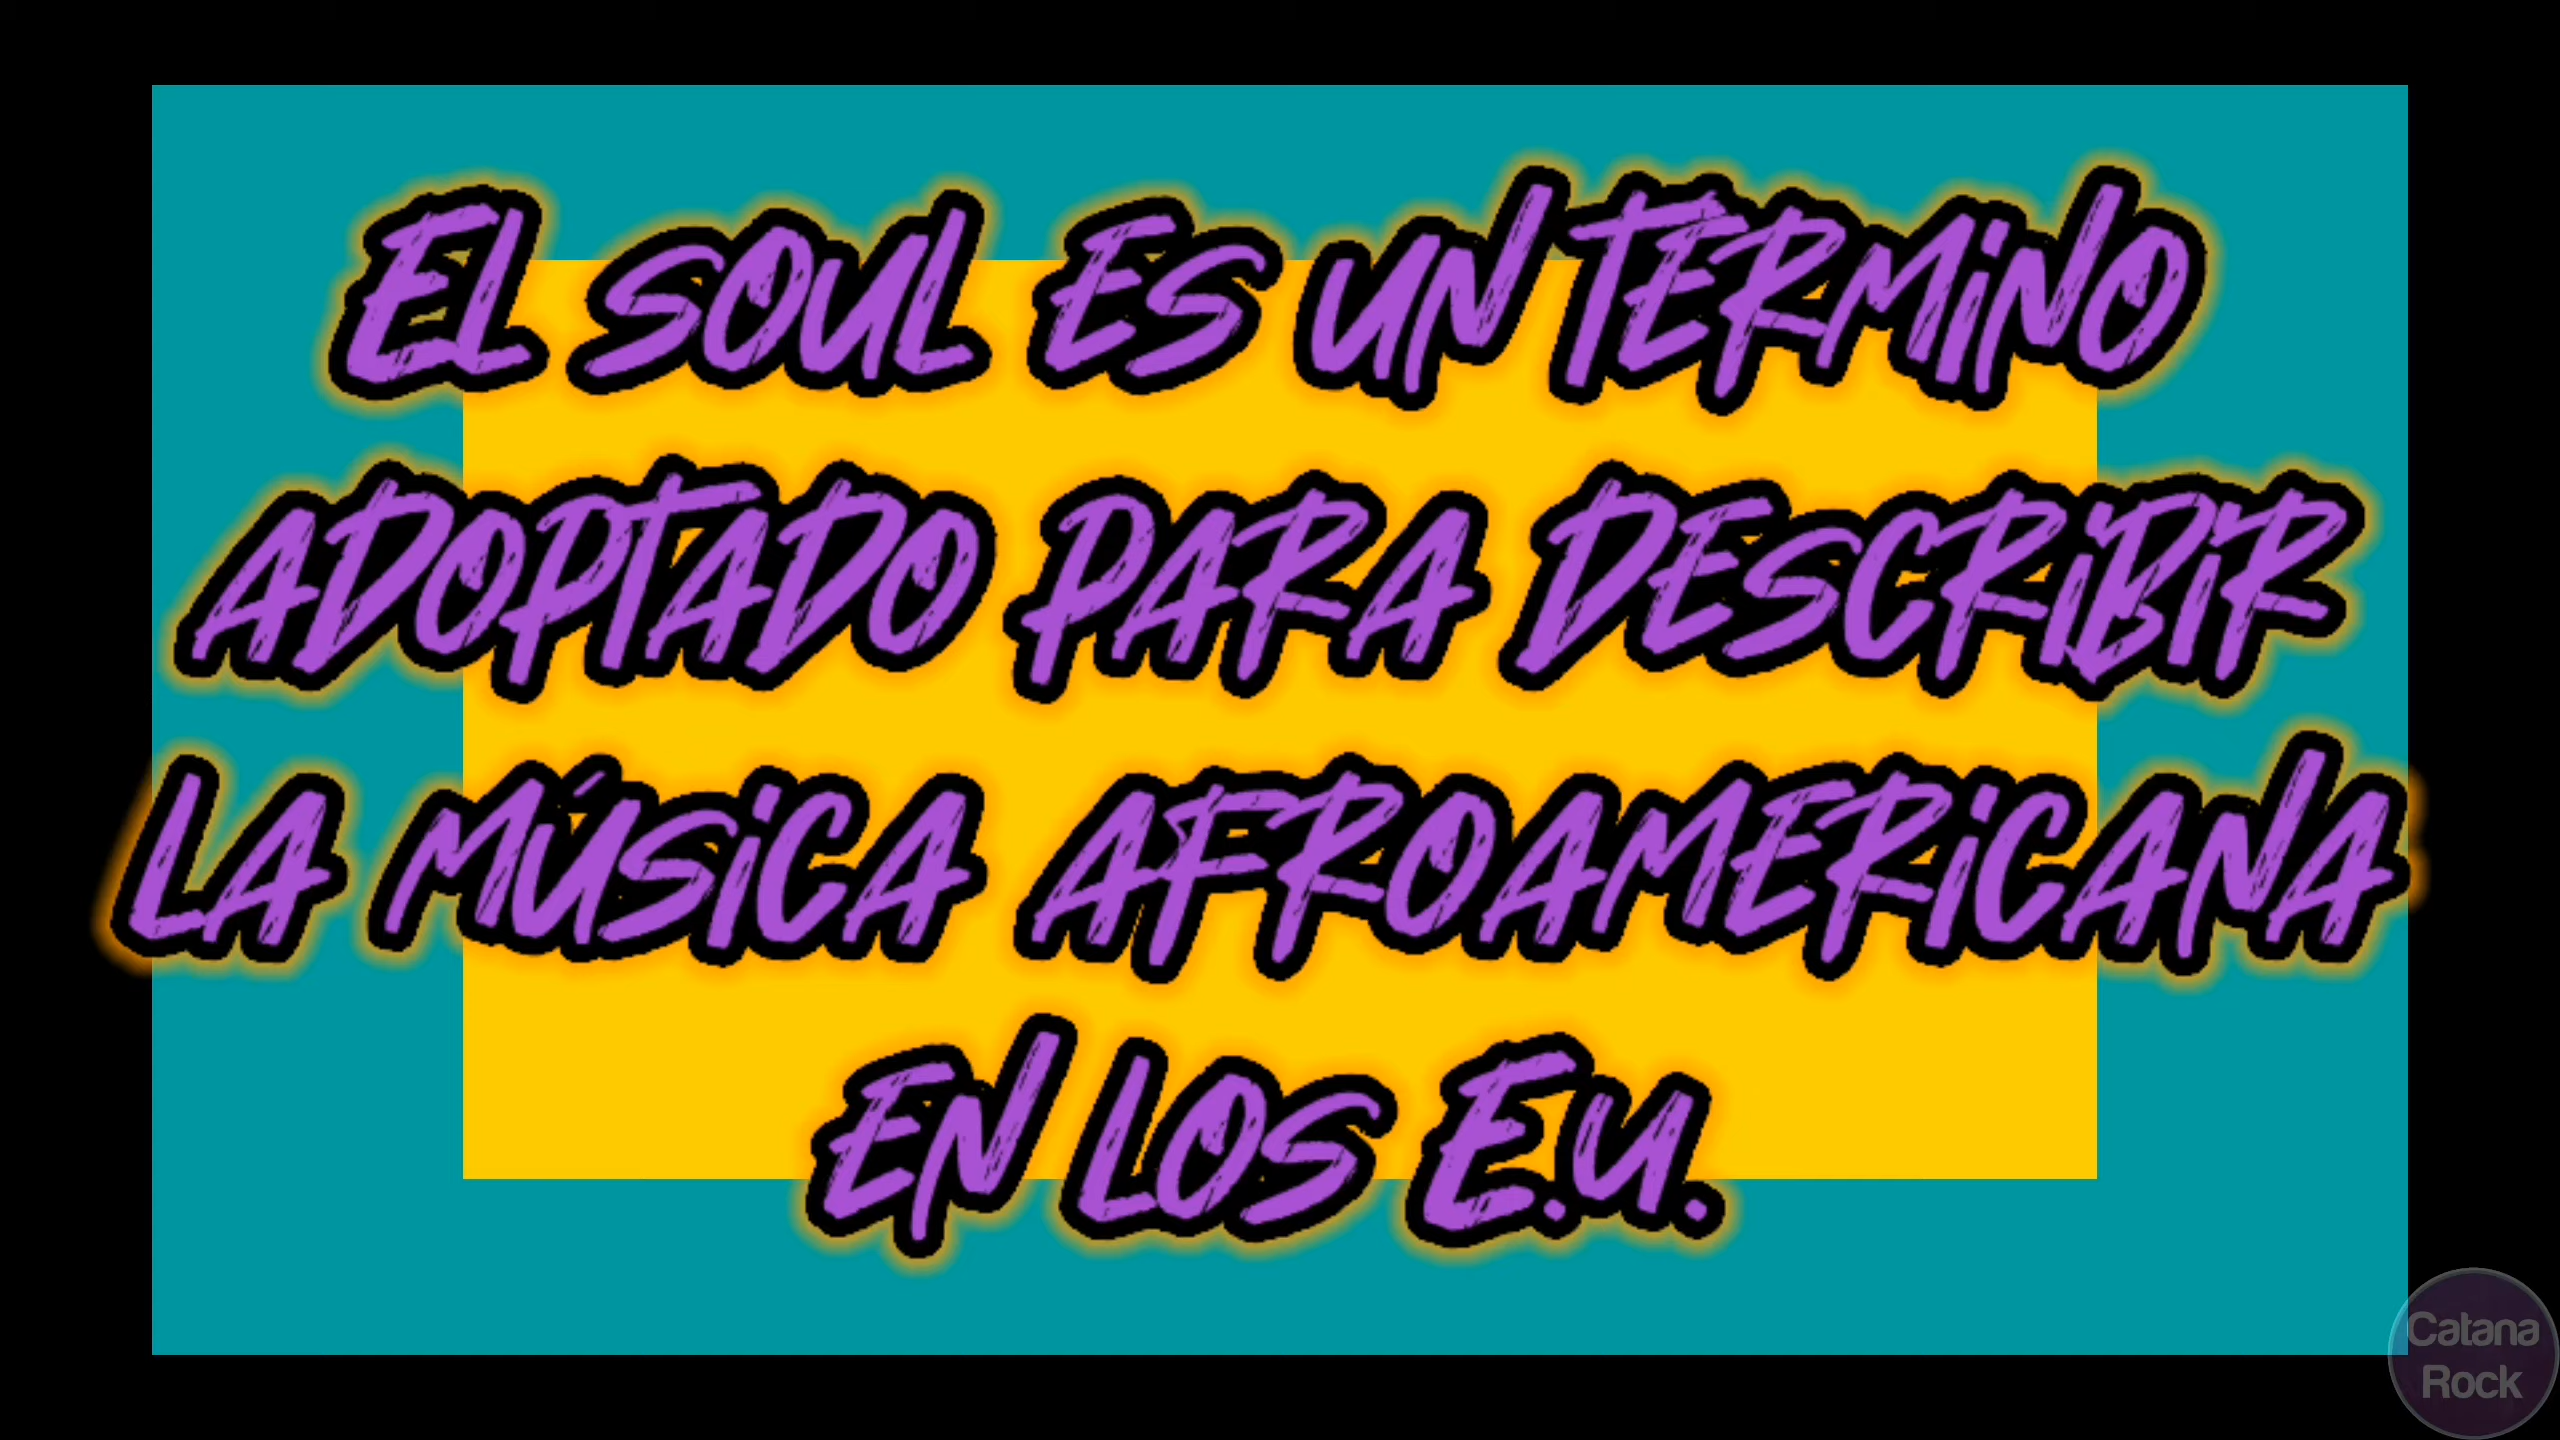 EL SOUL ES UN TERMINO
ADOPTADO PARA DESCRIBIR
LA MÚSICA AFROAMERICANA
EN LOS E.U.
Catana
Rock